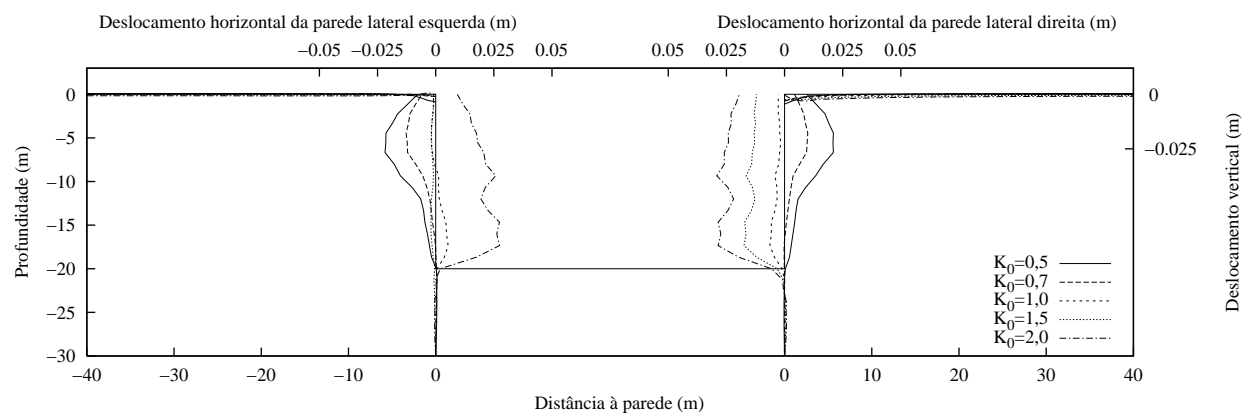 Deslocamento horizontal da parede lateral esquerda (m) Deslocamento horizontal da parede lateral direita (m)
−0.05 −0.025 0 0.025 0.05 0.05 0.025 0 0.025 0.05
0 −5 −10 −15 −20 −25 −30
Profundidade (m)
0 −0.025
Deslocamento vertical (m)
K0=0,5
K0=0,7
K0=1,0
K0=1,5
K0=2,0
−40 −30 −20 −10 0 0 10 20 30 40
Distância à parede (m)